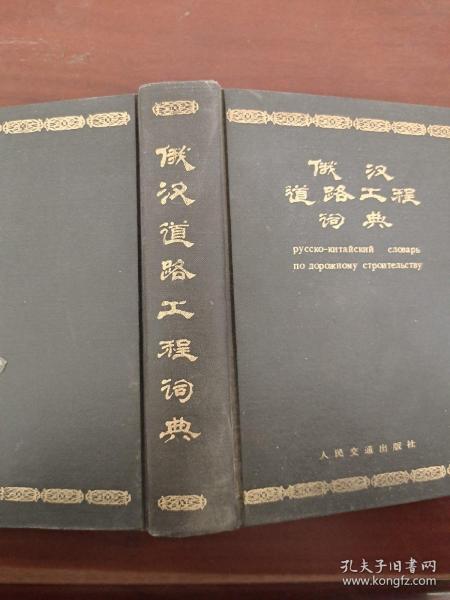 俄汉道路工程词典
俄汉
道路工程
词典
русско-китайский словарь
по дорожному строительству
人民交通出版社
孔夫子旧书网
www.kongfz.com